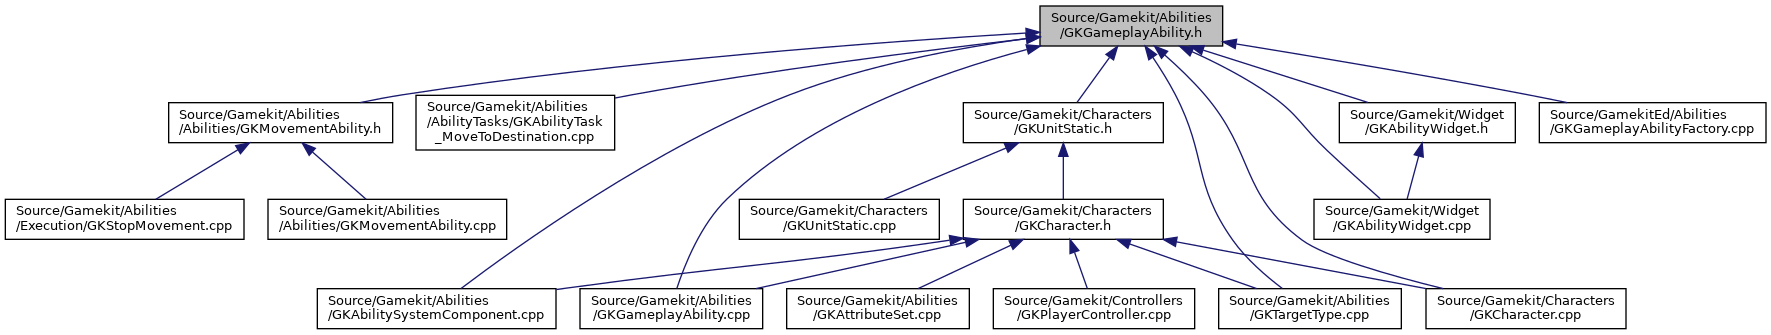 Source/Gamekit/Abilities
/GKGameplayAbility.h
Source/Gamekit/Abilities
/Abilities/GKMovementAbility.h
Source/Gamekit/Abilities
/AbilityTasks/GKAbilityTask
_MoveToDestination.cpp
Source/Gamekit/Characters
/GKUnitStatic.h
Source/Gamekit/Widget
/GKAbilityWidget.h
Source/GamekitEd/Abilities
/GKGameplayAbilityFactory.cpp
Source/Gamekit/Abilities
/Execution/GKStopMovement.cpp
Source/Gamekit/Abilities
/Abilities/GKMovementAbility.cpp
Source/Gamekit/Characters
/GKUnitStatic.cpp
Source/Gamekit/Characters
/GKCharacter.h
Source/Gamekit/Widget
/GKAbilityWidget.cpp
Source/Gamekit/Abilities
/GKAbilitySystemComponent.cpp
Source/Gamekit/Abilities
/GKGameplayAbility.cpp
Source/Gamekit/Abilities
/GKAttributeSet.cpp
Source/Gamekit/Controllers
/GKPlayerController.cpp
Source/Gamekit/Abilities
/GKTargetType.cpp
Source/Gamekit/Characters
/GKCharacter.cpp